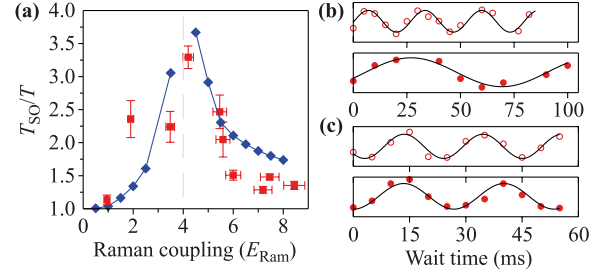 (a)
4.0
3.5
3.0
2.5
2.0
1.5
1.0
T_SO/T
0 2 4 6 8
Raman coupling (E_Ram)
(b)
0 25 50 75 100
(c)
0 15 30 45 60
Wait time (ms)